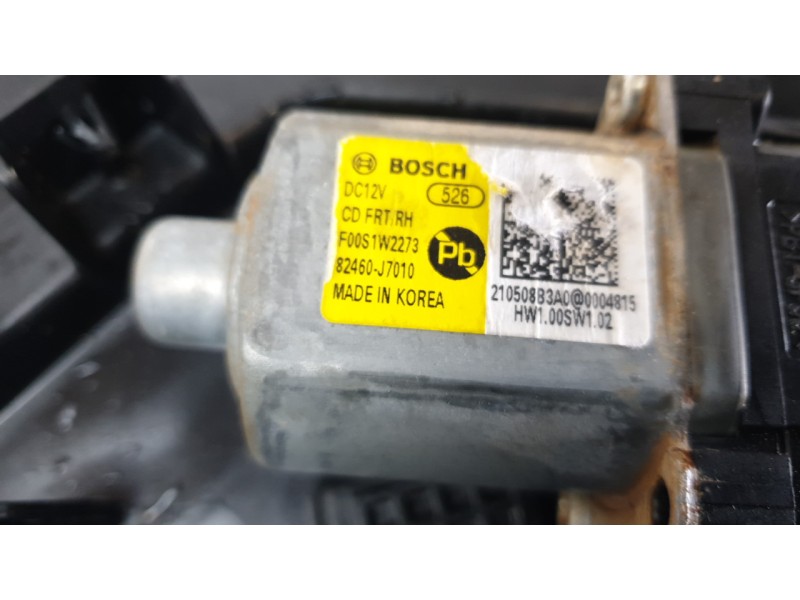 BOSCH
DC12V 526
CD FRT/RH
F00S1W2273
82460-J7010
MADE IN KOREA
Pb
210508B3A0@0004815
HW1.00SW1.02